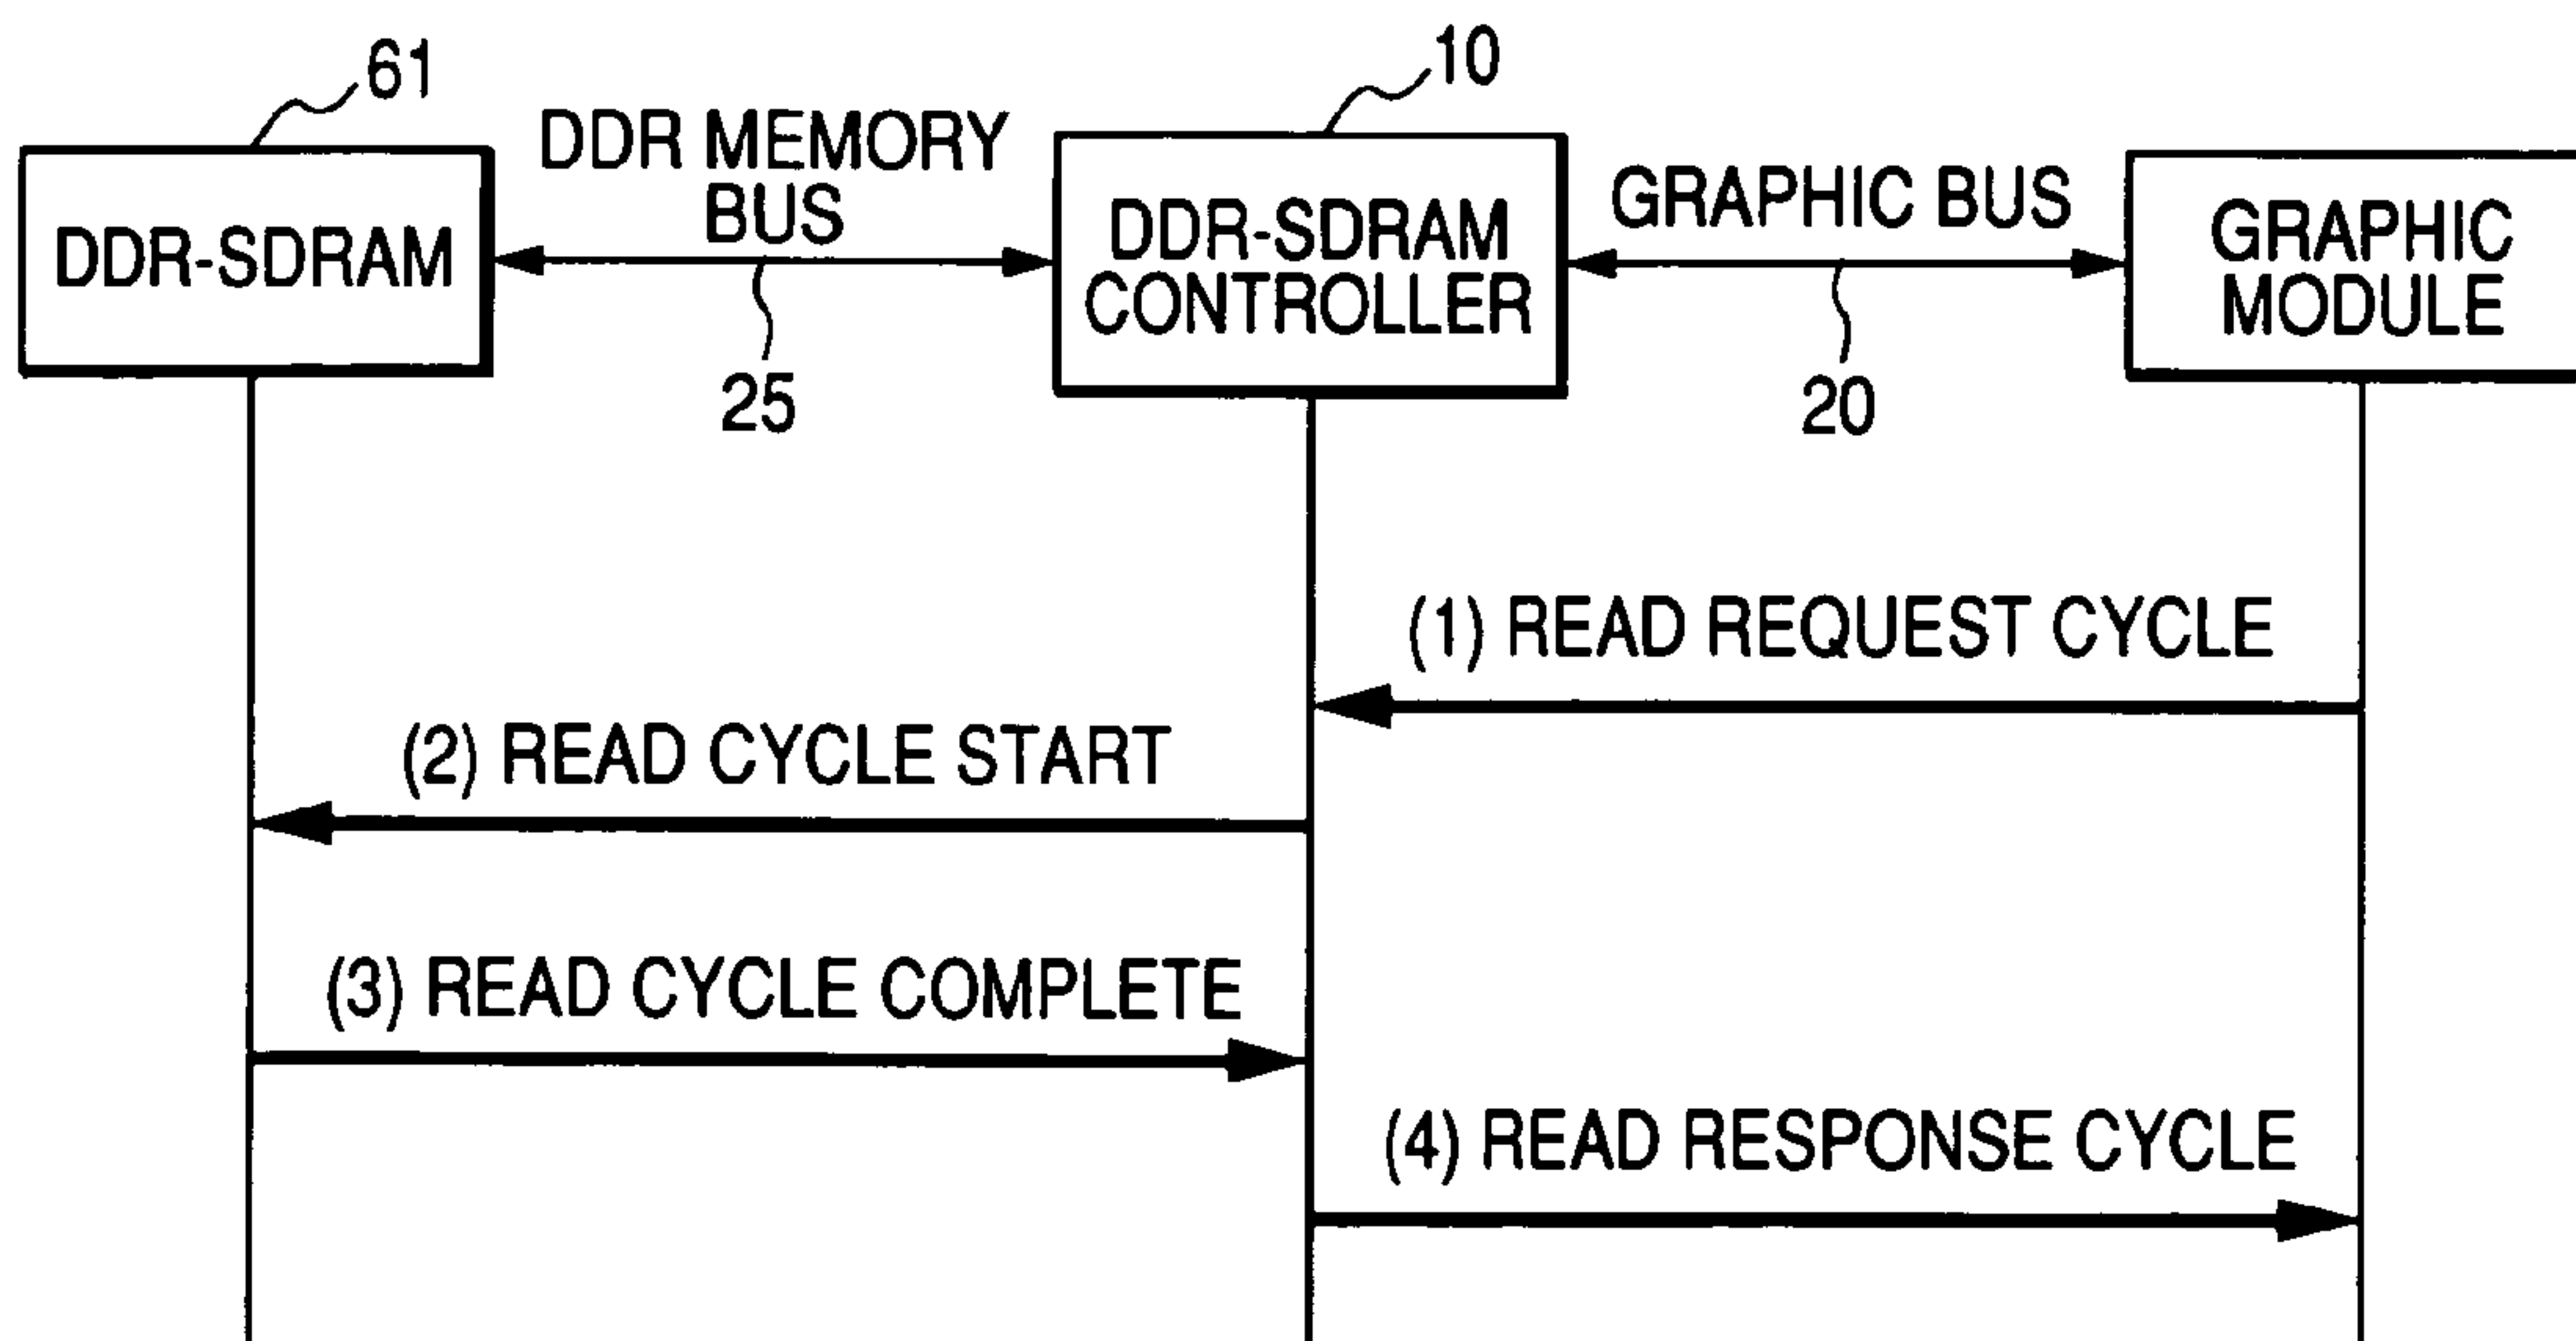 61
10
DDR MEMORY
BUS
DDR-SDRAM
DDR-SDRAM
CONTROLLER
GRAPHIC BUS
GRAPHIC
MODULE
25
20
(1) READ REQUEST CYCLE
(2) READ CYCLE START
(3) READ CYCLE COMPLETE
(4) READ RESPONSE CYCLE